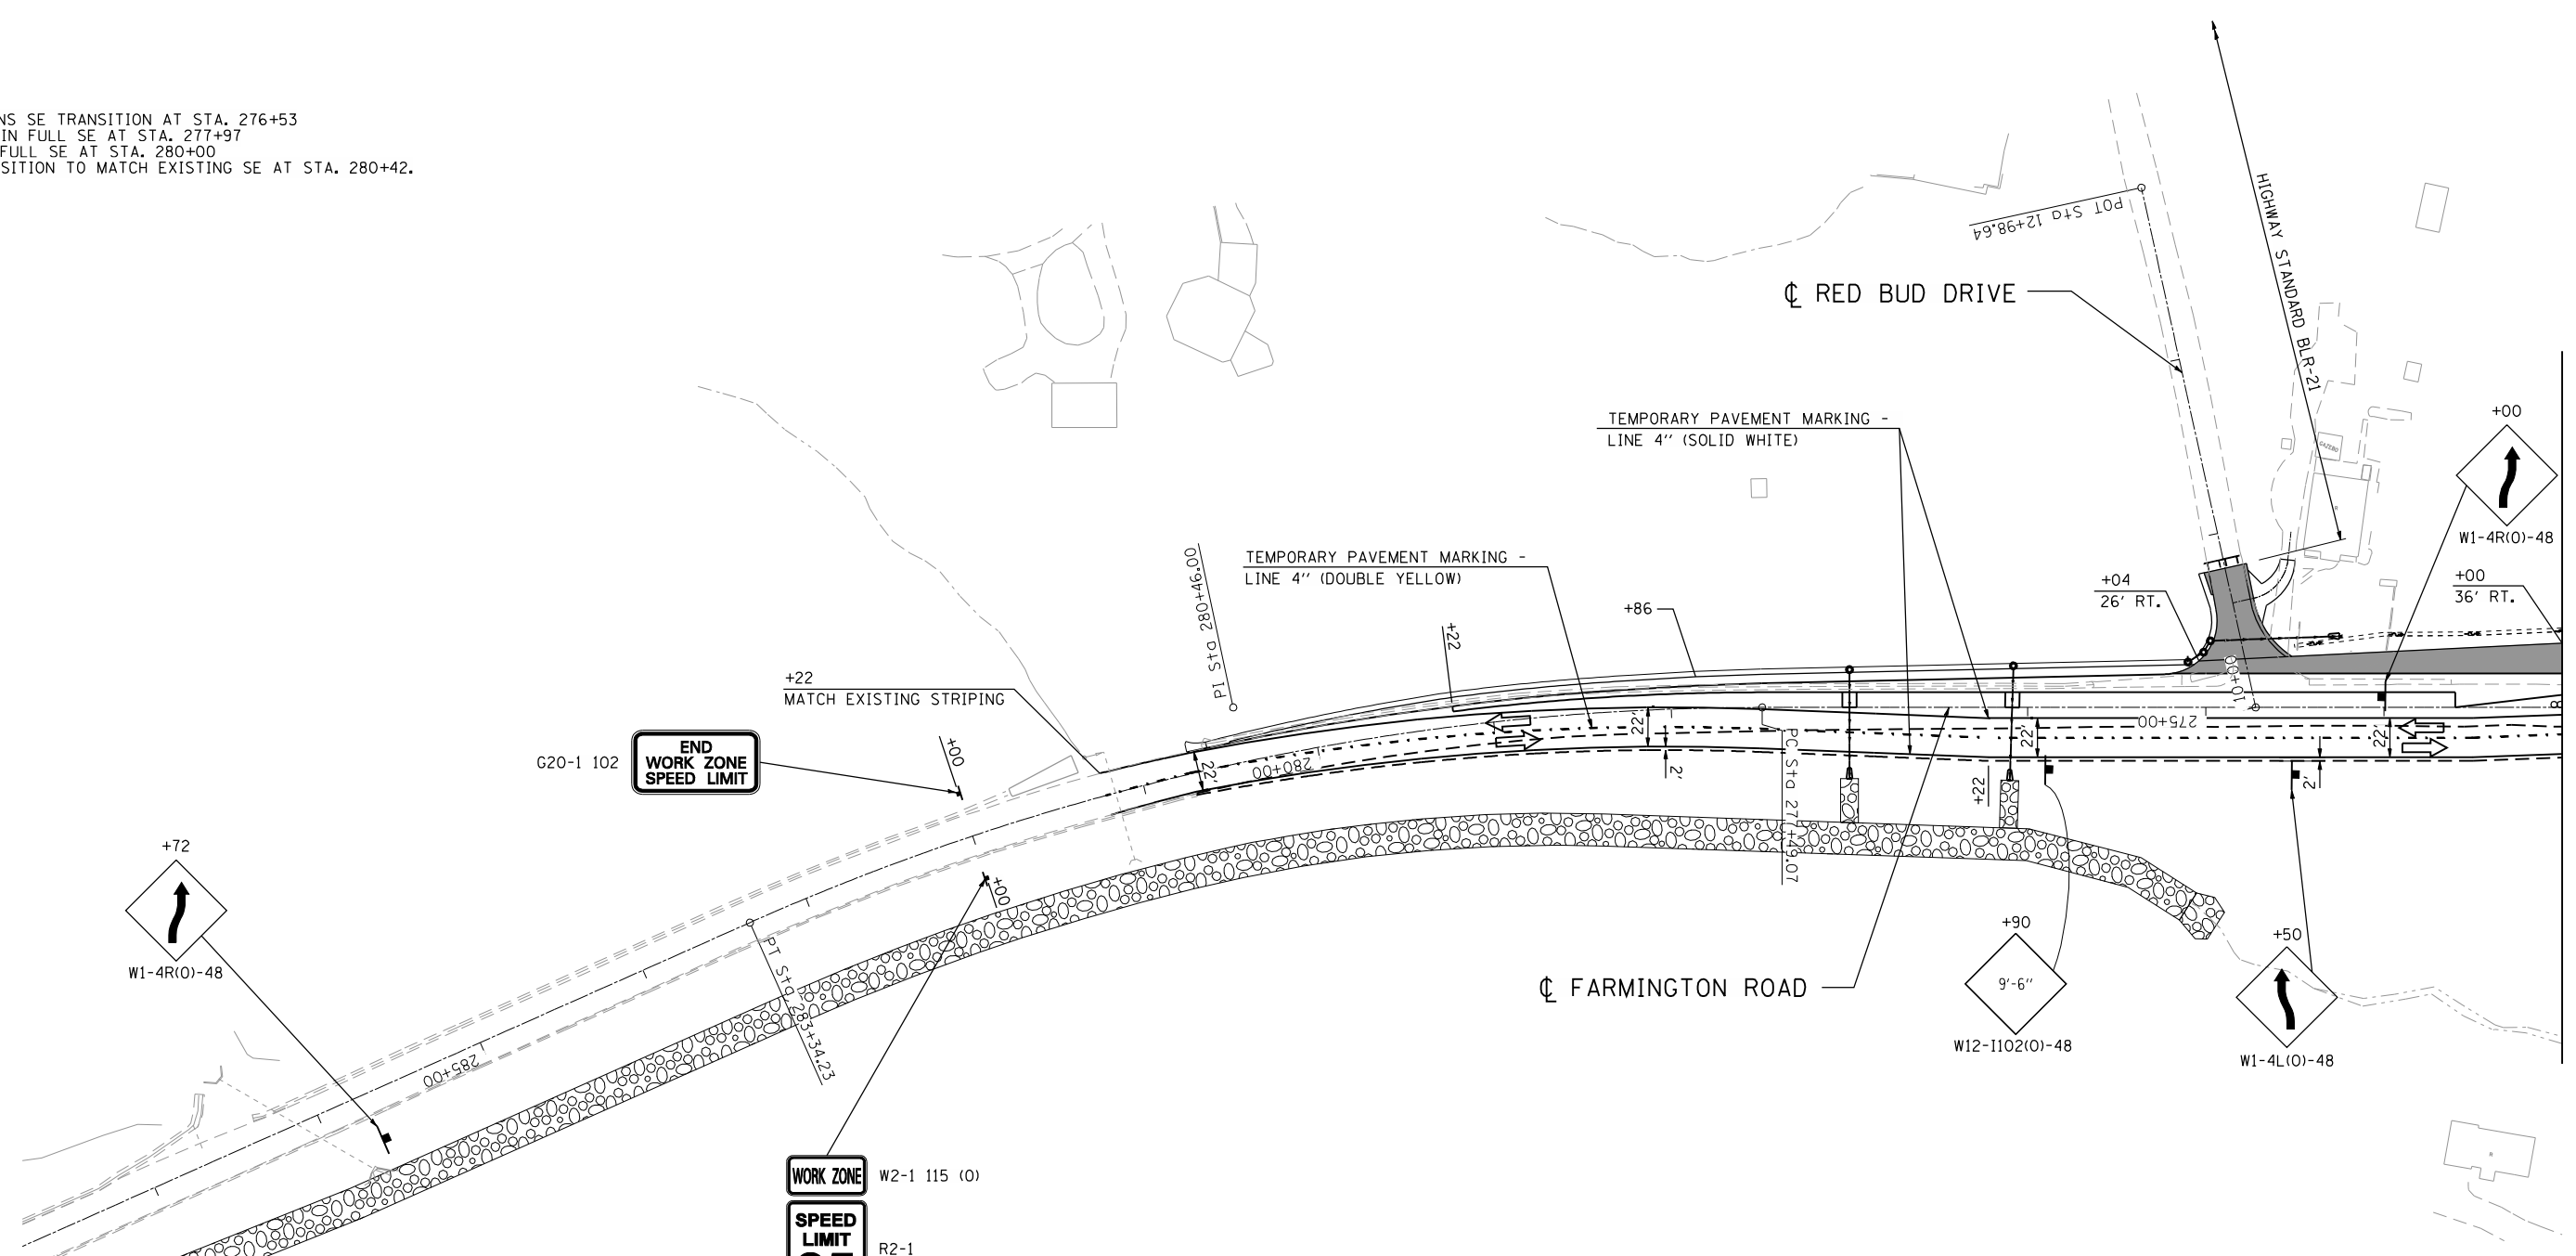 NS SE TRANSITION AT STA. 276+53
IN FULL SE AT STA. 277+97
FULL SE AT STA. 280+00
SITION TO MATCH EXISTING SE AT STA. 280+42.
POT Sta 12+98.64
HIGHWAY STANDARD BLR-21
℄ RED BUD DRIVE
TEMPORARY PAVEMENT MARKING -
LINE 4" (SOLID WHITE)
+00
W1-4R(O)-48
GAZEBO
TEMPORARY PAVEMENT MARKING -
LINE 4" (DOUBLE YELLOW)
PI Sta 280+46.00
+22
+86
+04
26' RT.
+00
36' RT.
+22
MATCH EXISTING STRIPING
10+00
275+00
G20-1 102
END
WORK ZONE
SPEED LIMIT
+00
22'
280+00
22'
2'
22'
22'
2'
+22
PC Sta 277+49.07
+72
W1-4R(O)-48
+00
PT Sta 283+34.23
285+00
℄ FARMINGTON ROAD
+90
9'-6"
W12-I102(O)-48
+50
W1-4L(O)-48
WORK ZONE
W2-1 115 (O)
SPEED
LIMIT
R2-1